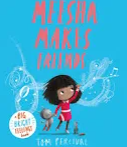 MEESHA
MAKES
FRIENDS
A
BIG
BRIGHT
FEELINGS
book
TOM PERCIVAL